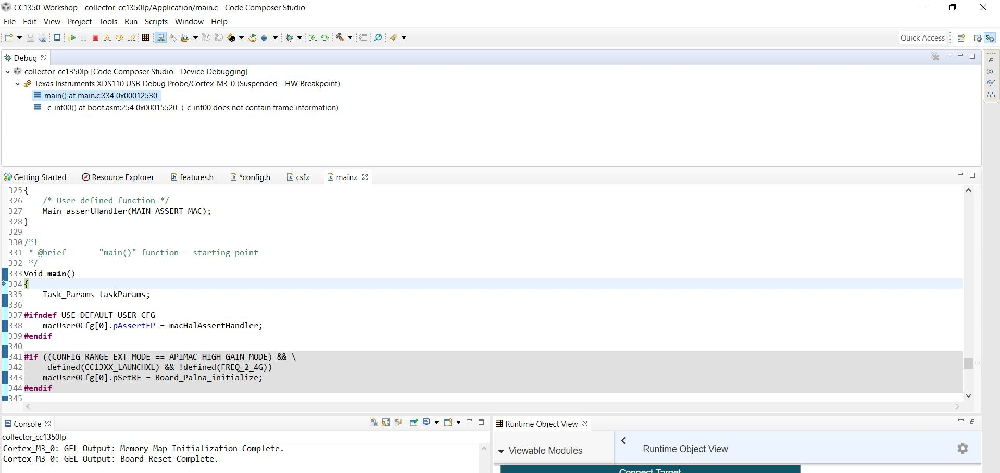 CC1350_Workshop - collector_cc1350lp/Application/main.c - Code Composer Studio
File Edit View Project Tools Run Scripts Window Help
Quick Access
Debug
collector_cc1350lp [Code Composer Studio - Device Debugging]
Texas Instruments XDS110 USB Debug Probe/Cortex_M3_0 (Suspended - HW Breakpoint)
main() at main.c:334 0x00012530
_c_int00() at boot.asm:254 0x00015520 (_c_int00 does not contain frame information)
Getting Started Resource Explorer features.h *config.h csf.c main.c
325 {
326 /* User defined function */
327 Main_assertHandler(MAIN_ASSERT_MAC);
328 }
329
330 /*!
331 * @brief "main()" function - starting point
332 */
333 Void main()
334 {
335 Task_Params taskParams;
336
337 #ifndef USE_DEFAULT_USER_CFG
338 macUser0Cfg[0].pAssertFP = macHalAssertHandler;
339 #endif
340
341 #if ((CONFIG_RANGE_EXT_MODE == APIMAC_HIGH_GAIN_MODE) && \
342 defined(CC13XX_LAUNCHXL) && !defined(FREQ_2_4G))
343 macUser0Cfg[0].pSetRE = Board_Palna_initialize;
344 #endif
345
Console
collector_cc1350lp
Cortex_M3_0: GEL Output: Memory Map Initialization Complete.
Cortex_M3_0: GEL Output: Board Reset Complete.
Runtime Object View
Viewable Modules
Runtime Object View
Connect Target